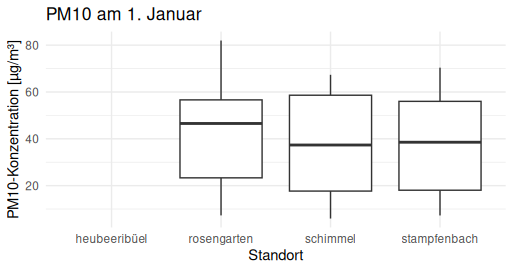 PM10 am 1. Januar
PM10-Konzentration [µg/m³]
80
60
40
20
heubeeribüel rosengarten schimmel stampfenbach
Standort